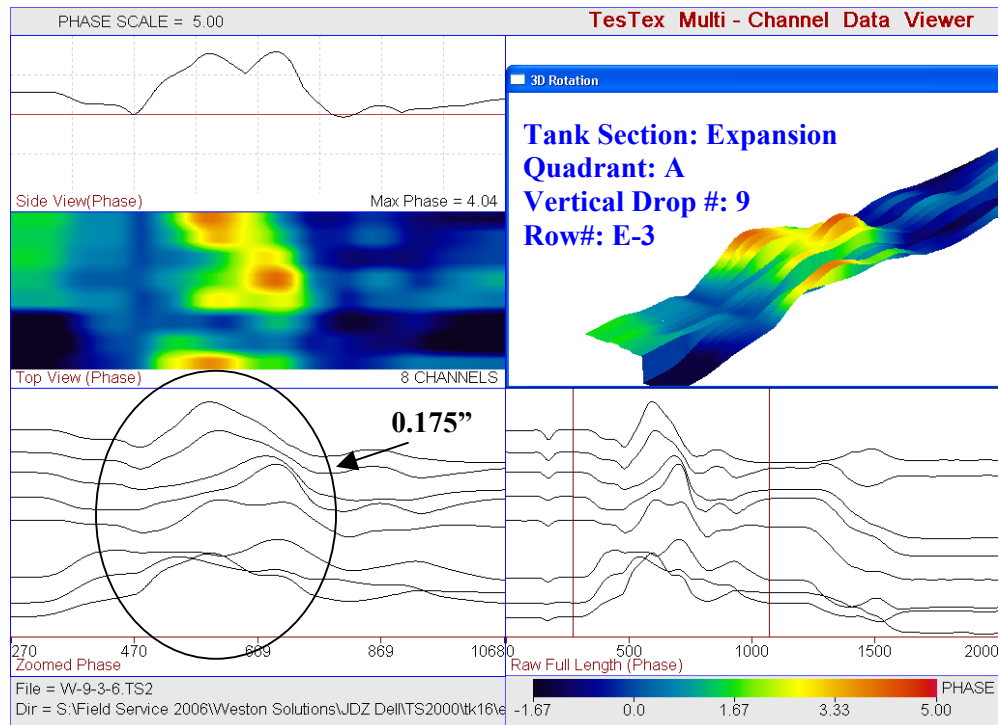 PHASE SCALE = 5.00
TesTex Multi - Channel Data Viewer
Side View(Phase)
Max Phase = 4.04
3D Rotation
Tank Section: Expansion
Quadrant: A
Vertical Drop #: 9
Row#: E-3
Top View (Phase)
8 CHANNELS
0.175”
270 470 669 869 1068
Zoomed Phase
0 500 1000 1500 2000
Raw Full Length (Phase)
File = W-9-3-6.TS2
Dir = S:\Field Service 2006\Weston Solutions\JDZ Dell\TS2000\tk16\e
PHASE
-1.67 0.0 1.67 3.33 5.00